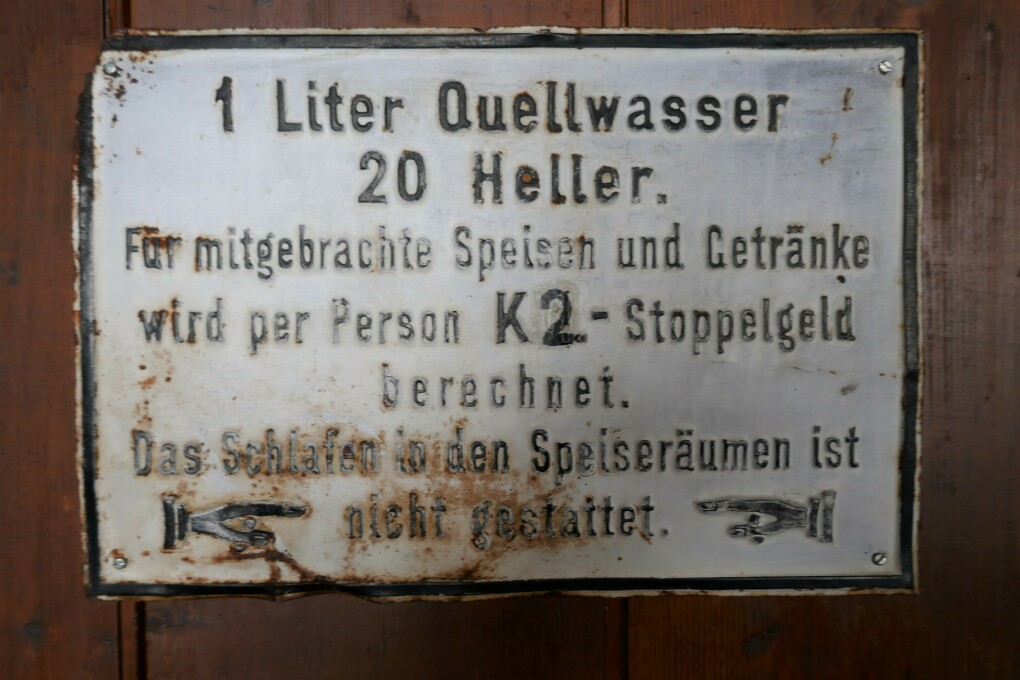 1 Liter Quellwasser
20 Heller.
Für mitgebrachte Speisen und Getränke
wird per Person K2.- Stoppelgeld
berechnet.
Das Schlafen in den Speiseräumen ist
nicht gestattet.